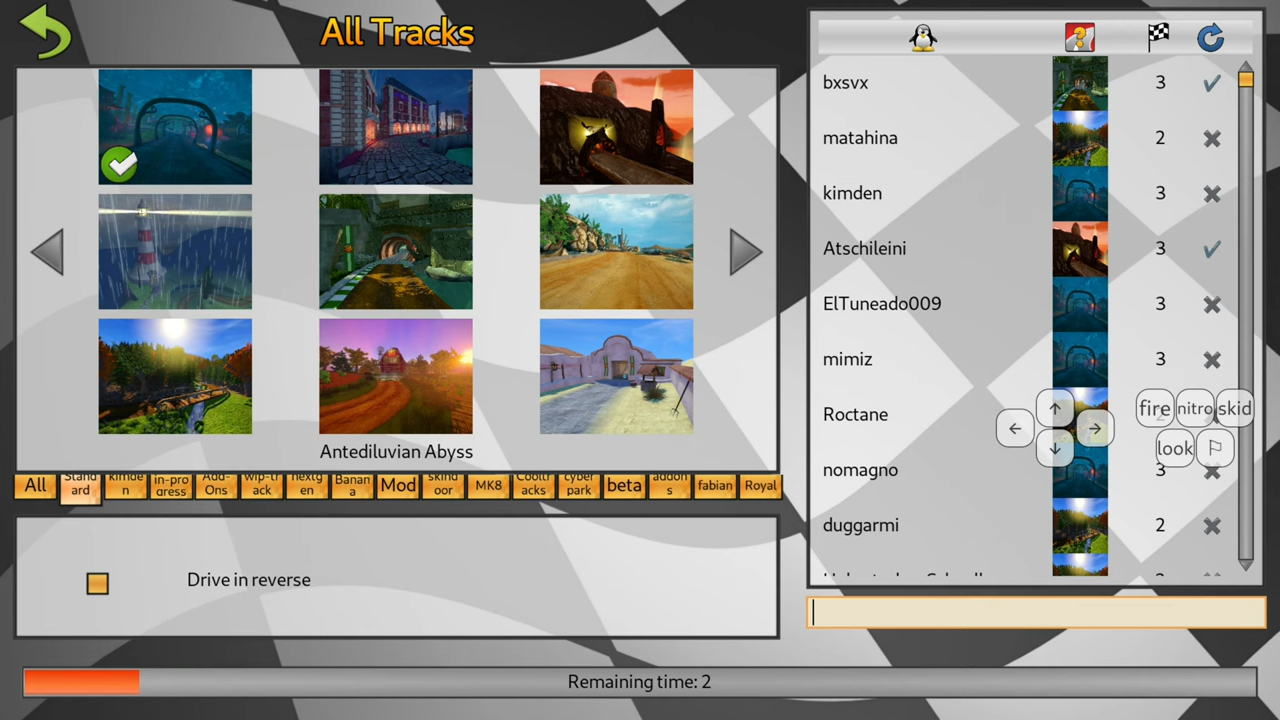 All Tracks
Antediluvian Abyss
All
Stand
ard
kimde
n
in-pro
gress
Add-
Ons
wip-tr
ack
nextg
en
Banan
a
Mod
skind
oor
MK8
Cooltr
acks
cyber
park
beta
addon
s
fabian
Royal
Drive in reverse
bxsvx 3
matahina 2
kimden 3
Atschileini 3
ElTuneado009 3
mimiz 3
Roctane
nomagno 3
duggarmi 2
↑
← →
↓
fire nitro skid
look
Remaining time: 2